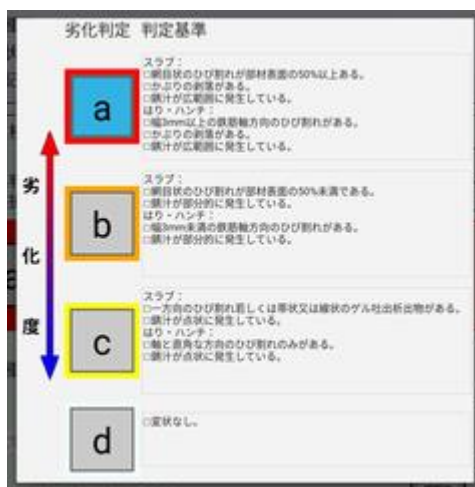 劣化判定 判定基準
a
スラブ：
□網目状のひび割れが部材表面の50%以上ある。
□かぶりの剥落がある。
□錆汁が広範囲に発生している。
はり・ハンチ：
□幅3mm以上の鉄筋軸方向のひび割れがある。
□かぶりの剥落がある。
□錆汁が広範囲に発生している。
劣化度
b
スラブ：
□網目状のひび割れが部材表面の50%未満である。
□錆汁が部分的に発生している。
はり・ハンチ：
□幅3mm未満の鉄筋軸方向のひび割れがある。
□錆汁が部分的に発生している。
c
スラブ：
□一方向のひび割れ若しくは帯状又は線状のゲル吐出析出物がある。
□錆汁が点状に発生している。
はり・ハンチ：
□軸と直角な方向のひび割れのみがある。
□錆汁が点状に発生している。
d
□変状なし。